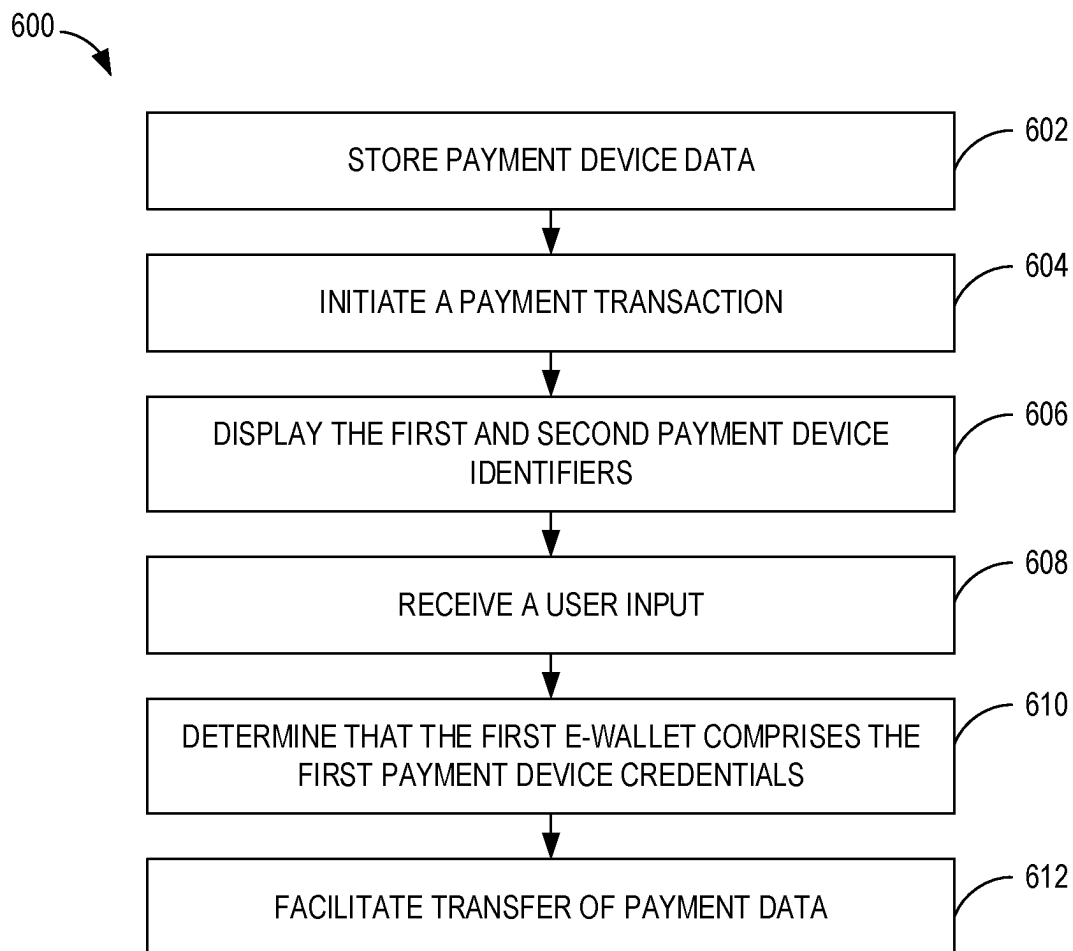 600
STORE PAYMENT DEVICE DATA
602
INITIATE A PAYMENT TRANSACTION
604
DISPLAY THE FIRST AND SECOND PAYMENT DEVICE
IDENTIFIERS
606
RECEIVE A USER INPUT
608
DETERMINE THAT THE FIRST E-WALLET COMPRISES THE
FIRST PAYMENT DEVICE CREDENTIALS
610
FACILITATE TRANSFER OF PAYMENT DATA
612